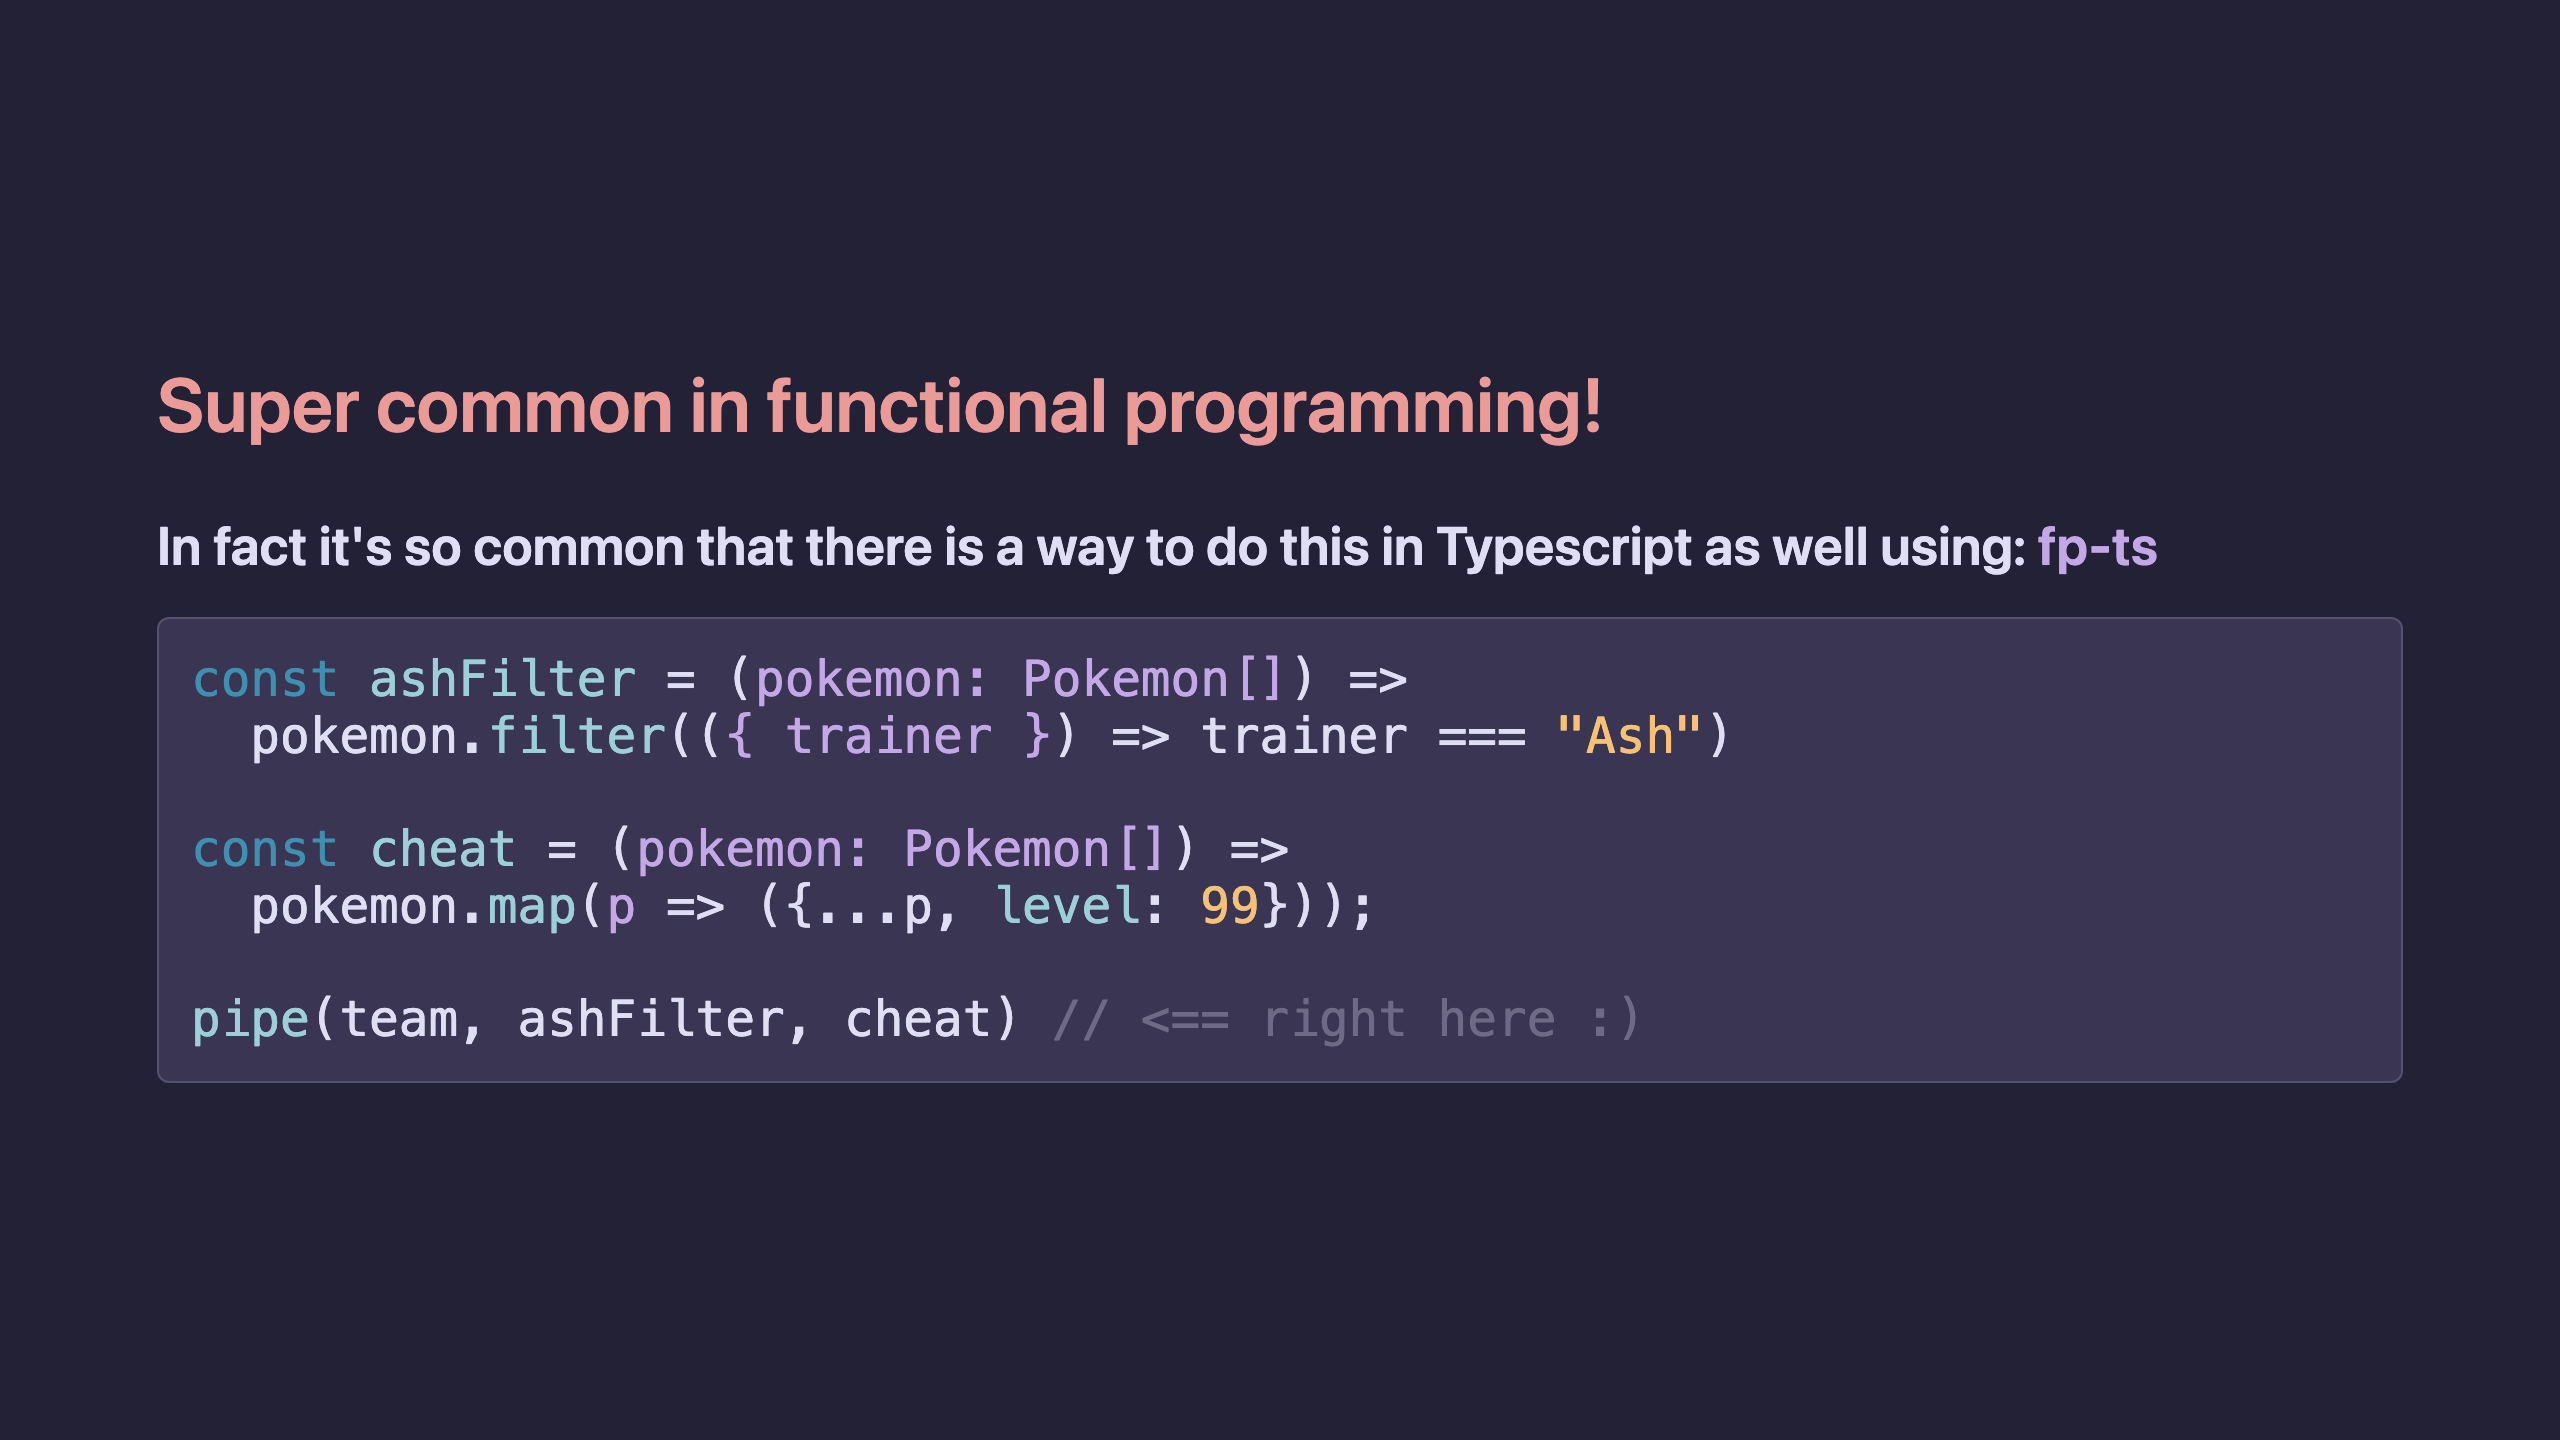 Super common in functional programming!
In fact it's so common that there is a way to do this in Typescript as well using: fp-ts
const ashFilter = (pokemon: Pokemon[]) =>
  pokemon.filter(({ trainer }) => trainer === "Ash")
const cheat = (pokemon: Pokemon[]) =>
  pokemon.map(p => ({...p, level: 99}));
pipe(team, ashFilter, cheat) // <== right here :)